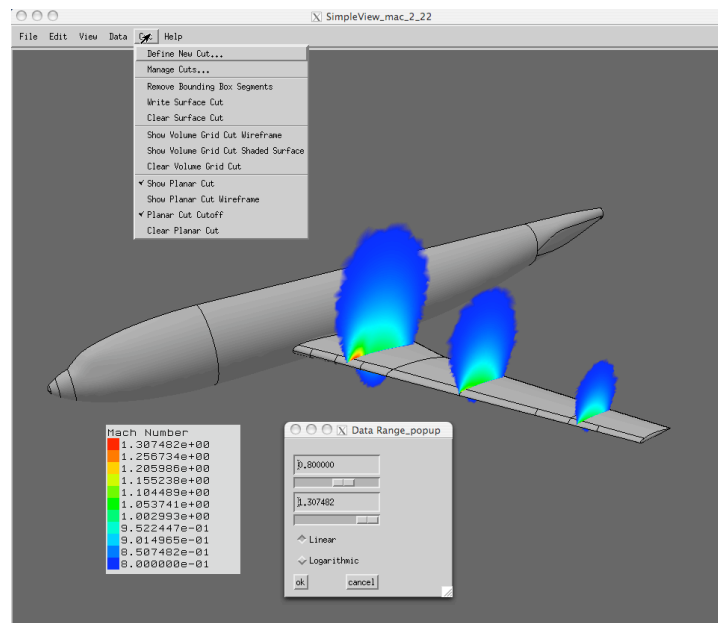 SimpleView_mac_2_22
File Edit View Data Cut Help
Define New Cut...
Manage Cuts...
Remove Bounding Box Segments
Write Surface Cut
Clear Surface Cut
Show Volume Grid Cut Wireframe
Show Volume Grid Cut Shaded Surface
Clear Volume Grid Cut
Show Planar Cut
Show Planar Cut Wireframe
Planar Cut Cutoff
Clear Planar Cut
Mach Number
1.307482e+00
1.256734e+00
1.205986e+00
1.155238e+00
1.104489e+00
1.053741e+00
1.002993e+00
9.522447e-01
9.014965e-01
8.507482e-01
8.000000e-01
Data Range_popup
0.800000
1.307482
Linear
Logarithmic
ok cancel